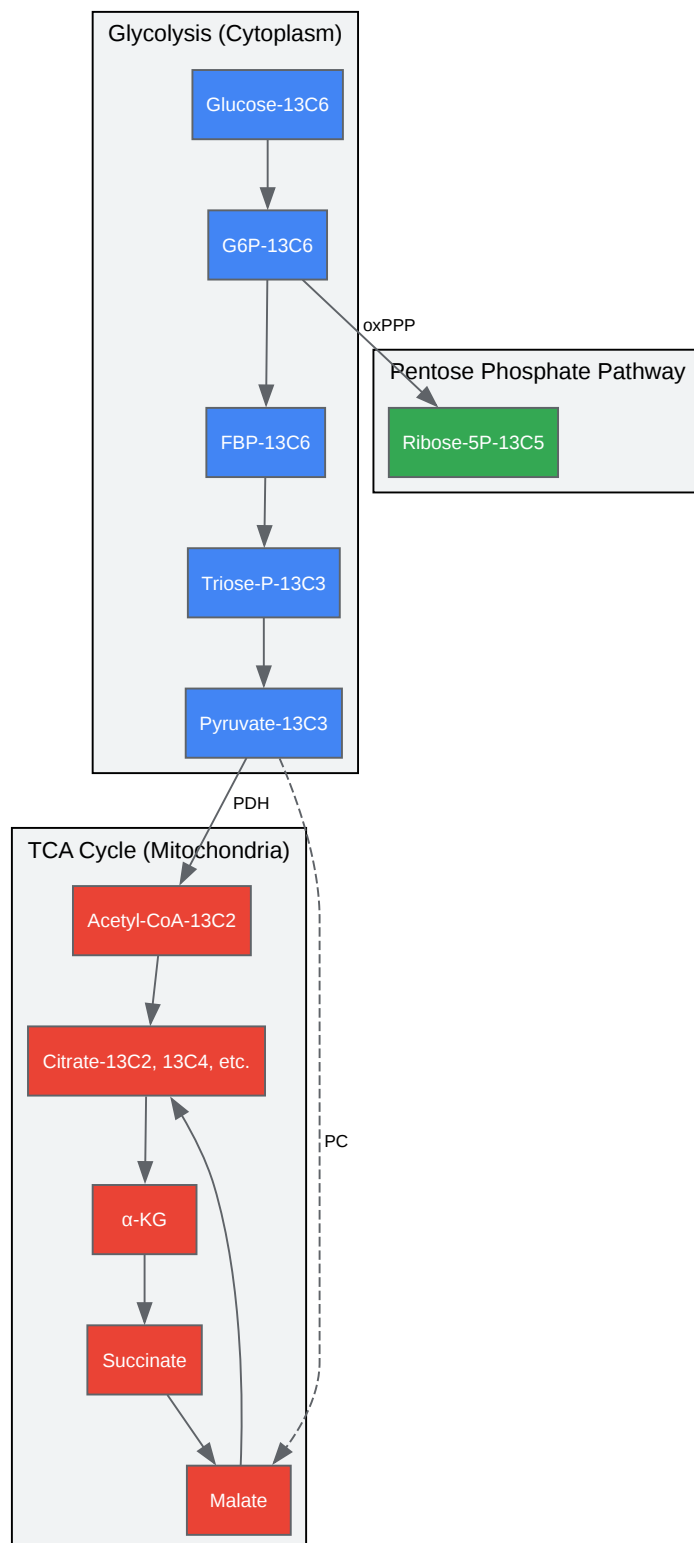 Glycolysis (Cytoplasm)
Glucose-13C6
G6P-13C6
oxPPP
Pentose Phosphate Pathway
FBP-13C6
Ribose-5P-13C5
Triose-P-13C3
Pyruvate-13C3
PDH
TCA Cycle (Mitochondria)
Acetyl-CoA-13C2
Citrate-13C2, 13C4, etc.
PC
α-KG
Succinate
Malate